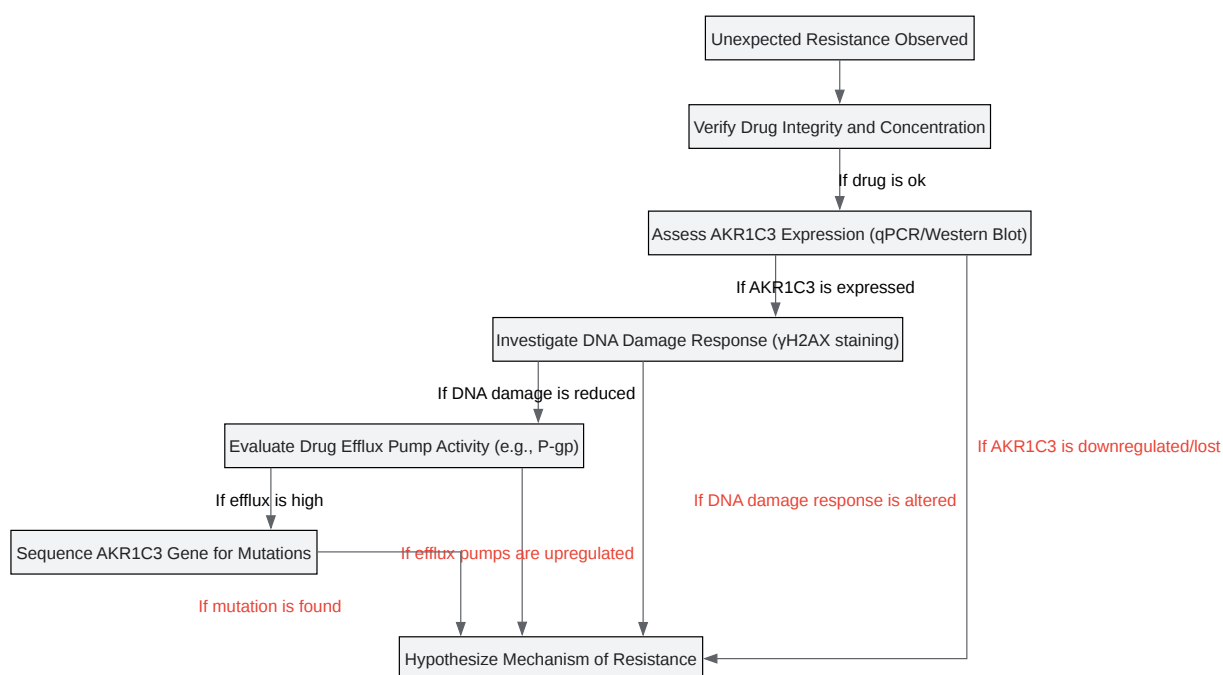 Unexpected Resistance Observed
Verify Drug Integrity and Concentration
If drug is ok
Assess AKR1C3 Expression (qPCR/Western Blot)
If AKR1C3 is expressed
Investigate DNA Damage Response (γH2AX staining)
If DNA damage is reduced
Evaluate Drug Efflux Pump Activity (e.g., P-gp)
If AKR1C3 is downregulated/lost
If efflux is high
If DNA damage response is altered
Sequence AKR1C3 Gene for Mutations
If efflux pumps are upregulated
If mutation is found
Hypothesize Mechanism of Resistance